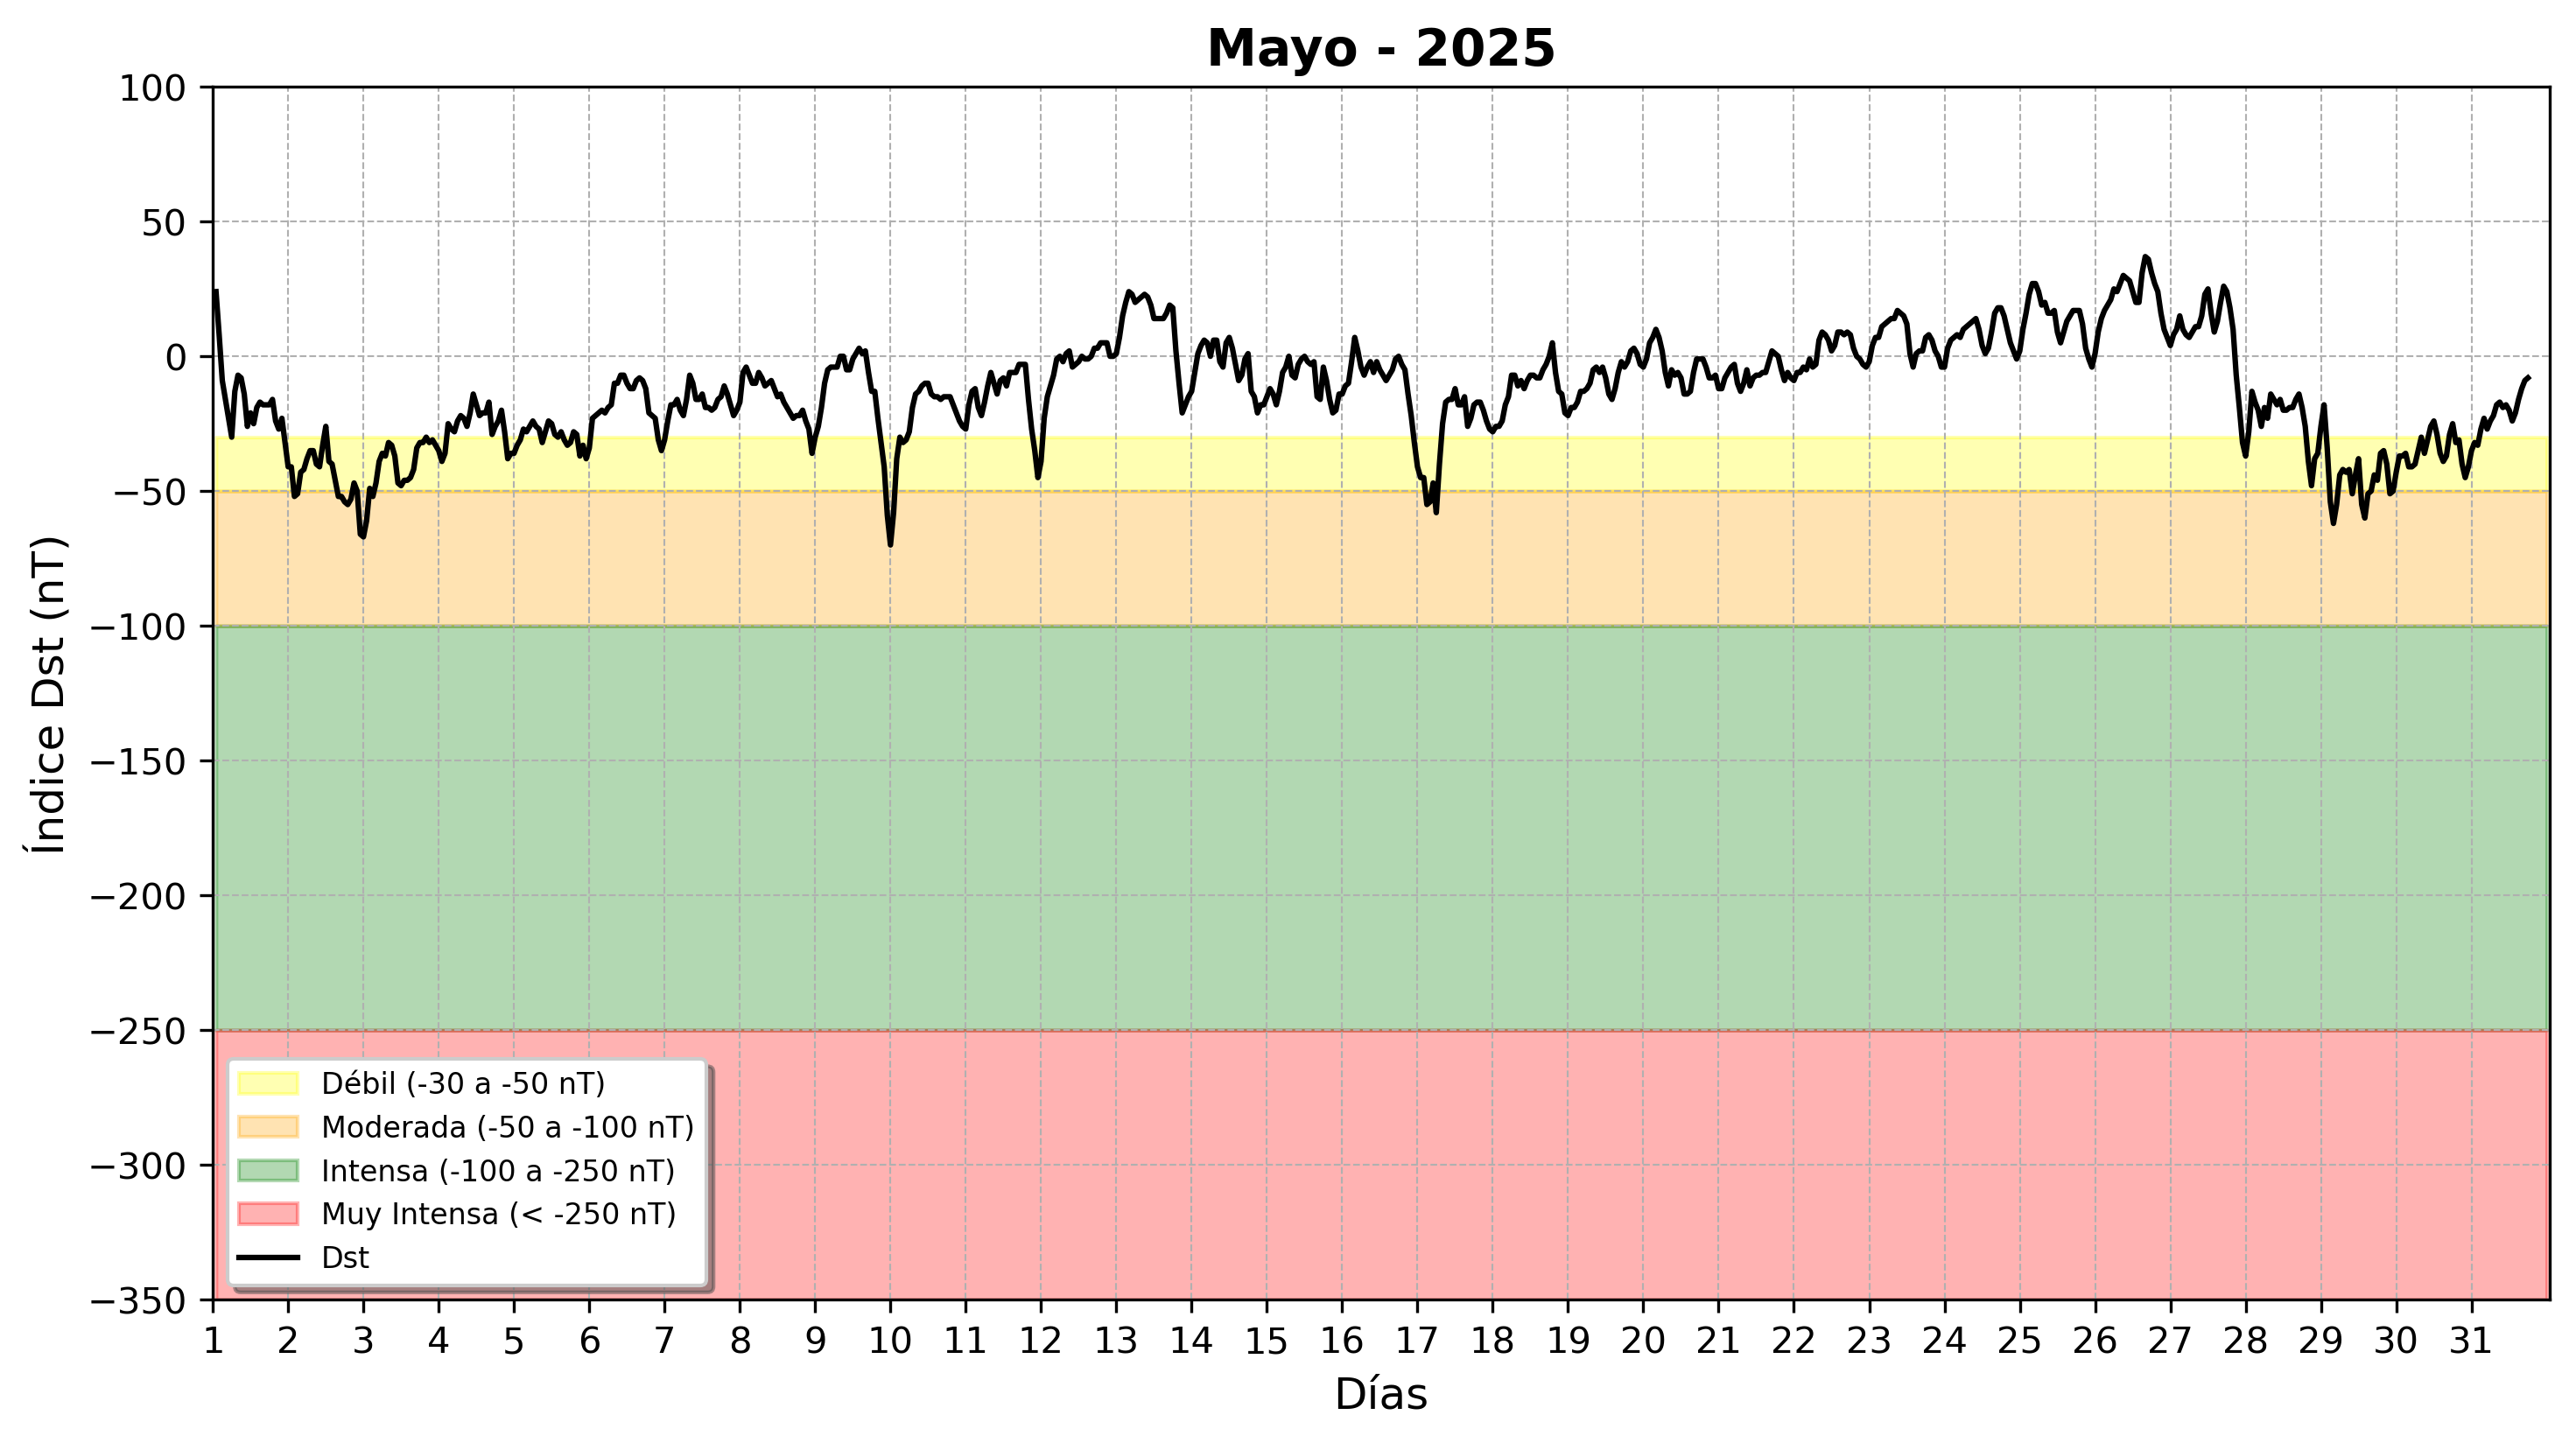 Mayo - 2025
Índice Dst (nT)
100
50
0
−50
−100
−150
−200
−250
−300
−350
Débil (-30 a -50 nT)
Moderada (-50 a -100 nT)
Intensa (-100 a -250 nT)
Muy Intensa (< -250 nT)
Dst
1 2 3 4 5 6 7 8 9 10 11 12 13 14 15 16 17 18 19 20 21 22 23 24 25 26 27 28 29 30 31
Días